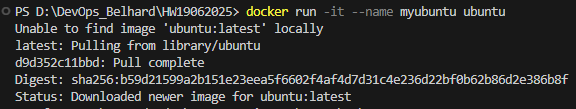 PS D:\DevOps_Belhard\HW19062025> docker run -it --name myubuntu ubuntu
Unable to find image 'ubuntu:latest' locally
latest: Pulling from library/ubuntu
d9d352c11bbd: Pull complete
Digest: sha256:b59d21599a2b151e23eea5f6602f4af4d7d31c4e236d22bf0b62b86d2e386b8f
Status: Downloaded newer image for ubuntu:latest